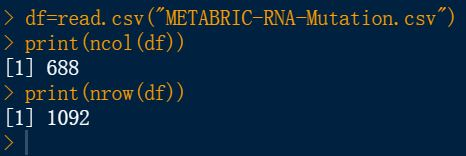 > df=read.csv("METABRIC-RNA-Mutation.csv")
> print(ncol(df))
[1] 688
> print(nrow(df))
[1] 1092
>